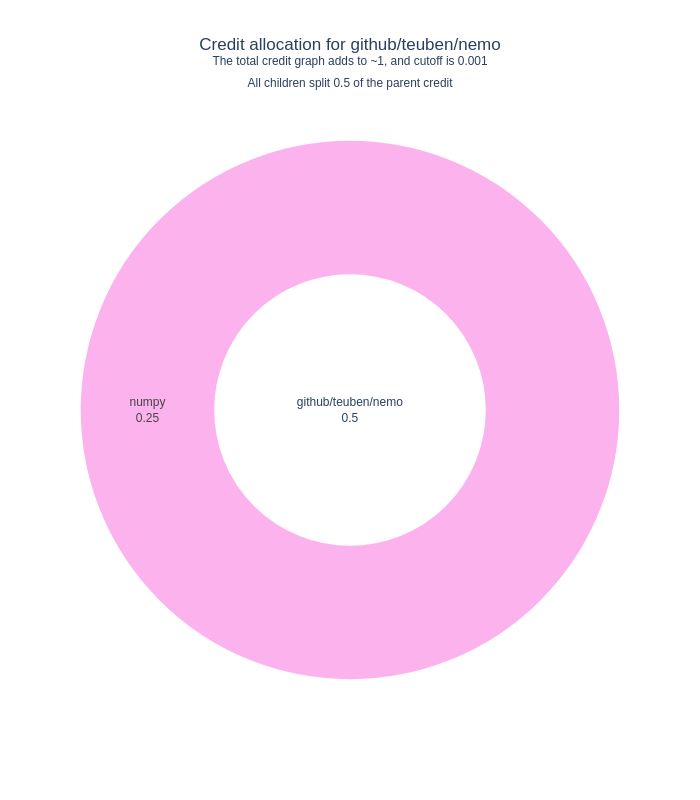 Credit allocation for github/teuben/nemo
The total credit graph adds to ~1, and cutoff is 0.001
All children split 0.5 of the parent credit
numpy
0.25
github/teuben/nemo
0.5